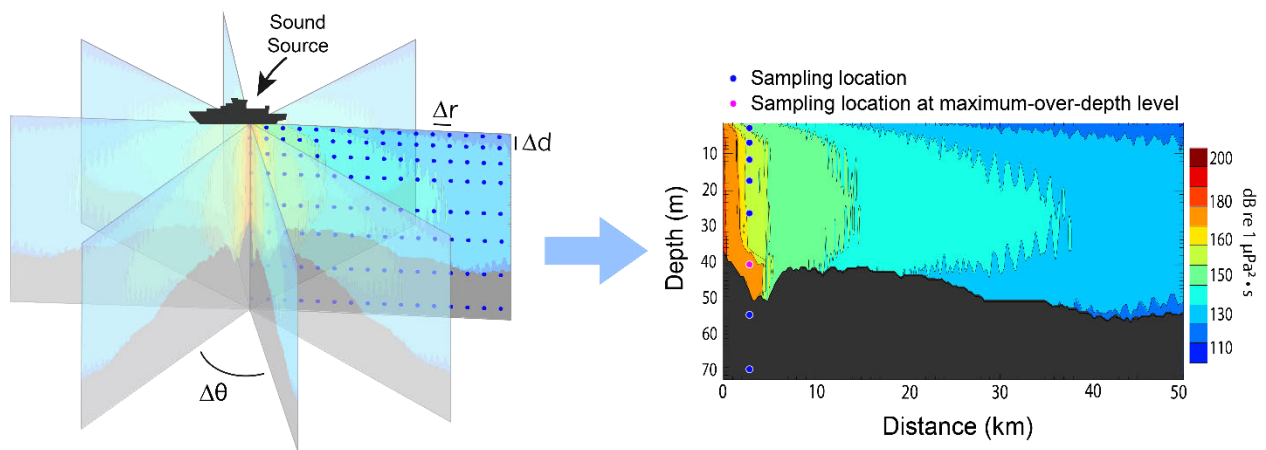 Sound
Source
Δr
Δd
Δθ
Sampling location
Sampling location at maximum-over-depth level
10
20
30
40
50
60
70
Depth (m)
0
10
20
30
40
50
Distance (km)
200
180
160
150
130
110
dB re 1 μPa²• s